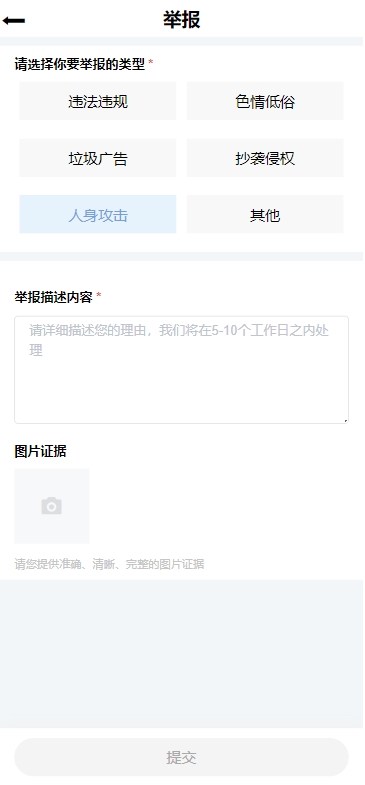 举报
请选择你要举报的类型 *
违法违规
色情低俗
垃圾广告
抄袭侵权
人身攻击
其他
举报描述内容 *
请详细描述您的理由，我们将在5-10个工作日之内处
理
图片证据
请您提供准确、清晰、完整的图片证据
提交